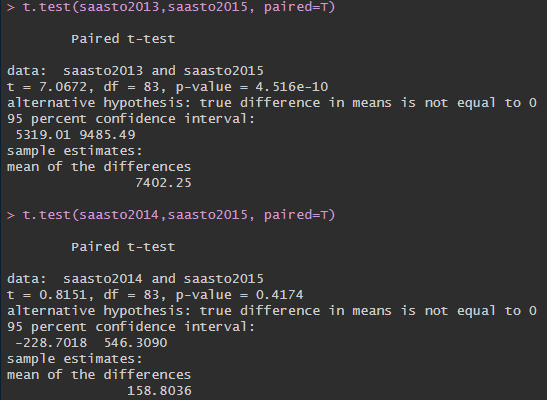 > t.test(saasto2013,saasto2015, paired=T)
Paired t-test
data:  saasto2013 and saasto2015
t = 7.0672, df = 83, p-value = 4.516e-10
alternative hypothesis: true difference in means is not equal to 0
95 percent confidence interval:
 5319.01 9485.49
sample estimates:
mean of the differences
7402.25
> t.test(saasto2014,saasto2015, paired=T)
Paired t-test
data:  saasto2014 and saasto2015
t = 0.8151, df = 83, p-value = 0.4174
alternative hypothesis: true difference in means is not equal to 0
95 percent confidence interval:
 -228.7018  546.3090
sample estimates:
mean of the differences
158.8036